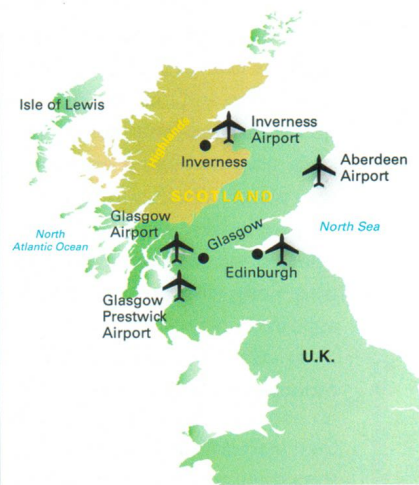 Isle of Lewis
Highlands
Inverness
Airport
Inverness
Aberdeen
Airport
SCOTLAND
Glasgow
Airport
Glasgow
North Sea
North
Atlantic Ocean
Edinburgh
Glasgow
Prestwick
Airport
U.K.